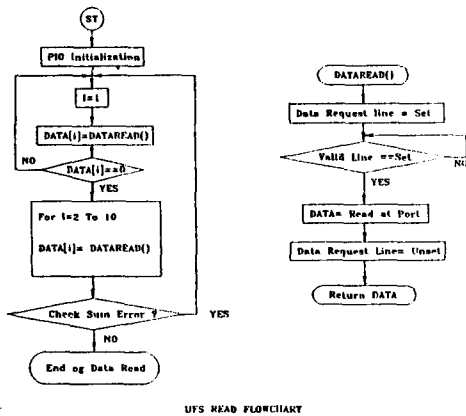 ST
PIO Initialization
i=1
DATA[i]=DATAREAD()
NO
DATA[i]==0
YES
For i=2 To 10
DATA[i]= DATAREAD()
Check Sum Error ?
YES
NO
End og Data Read
DATAREAD()
Data Request line = Set
Valid Line ==Set
NO
YES
DATA= Read at Port
Data Request Line= Unset
Return DATA
UFS READ FLOWCHART